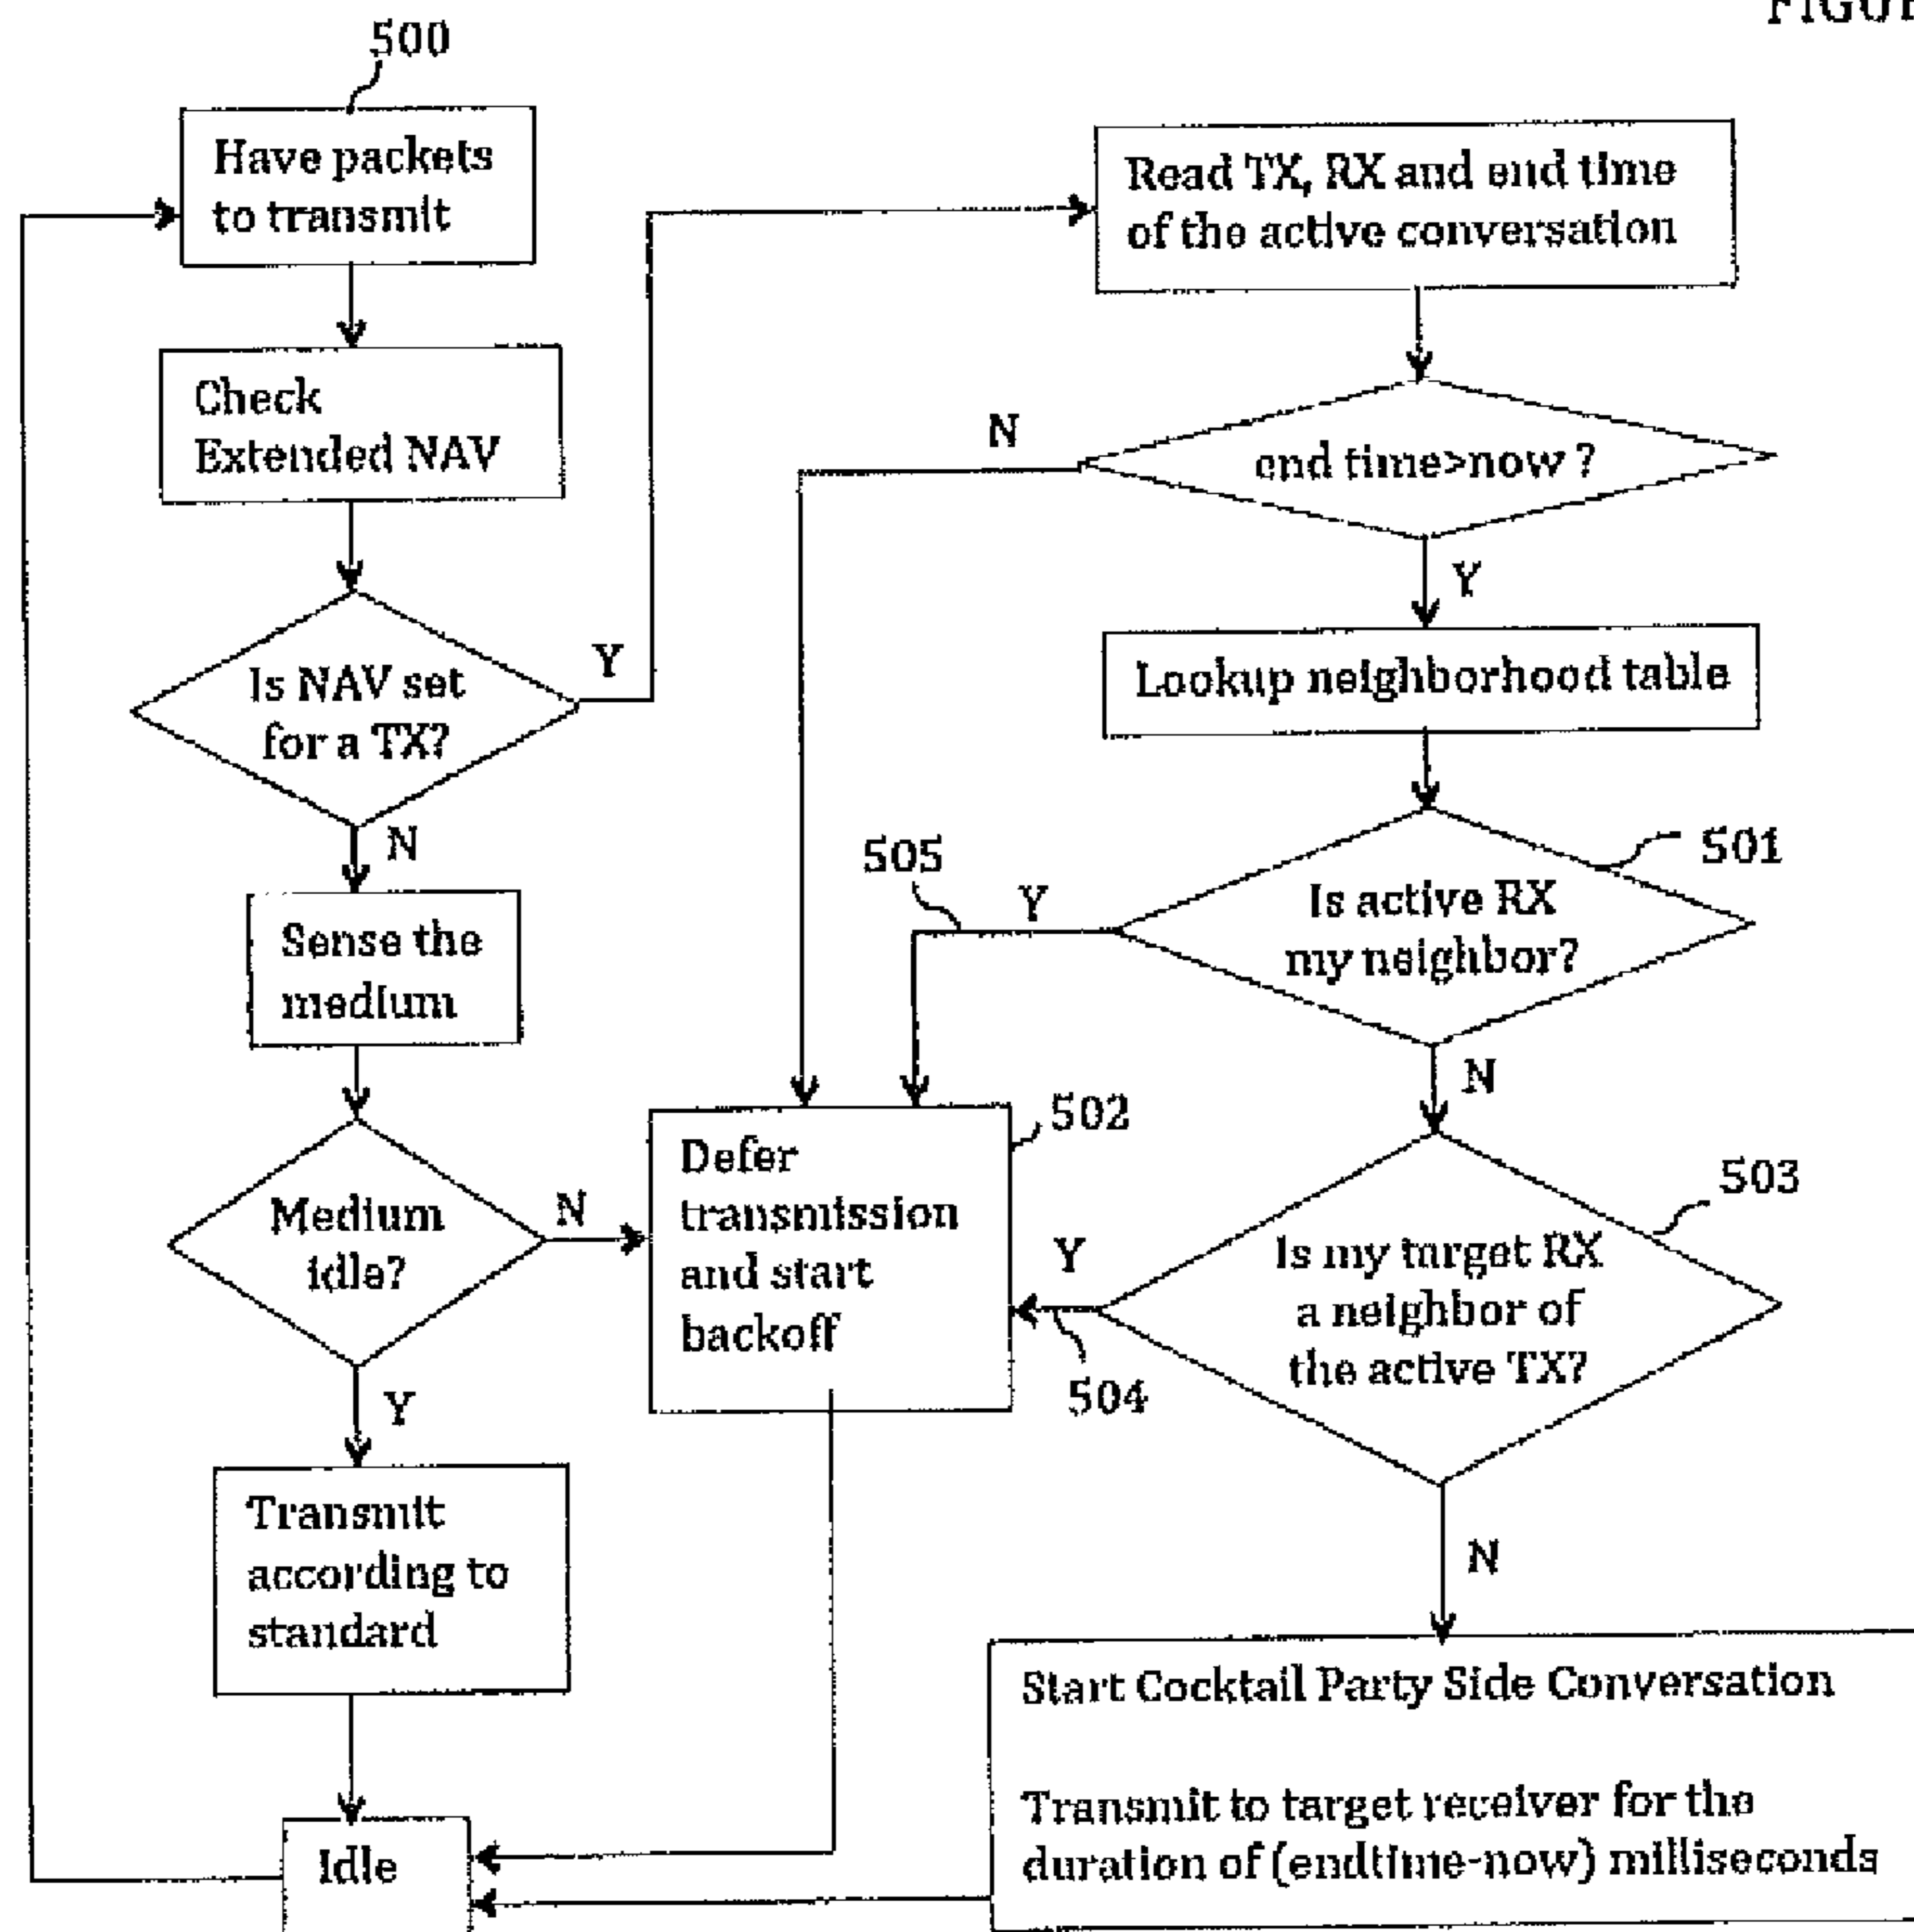 500
Have packets
to transmit
Check
Extended NAV
Is NAV set
for a TX?
Y
N
Sense the
medium
Medium
idle?
N
Y
Transmit
according to
standard
Idle
Read TX, RX and end time
of the active conversation
end time>now ?
N
Y
Lookup neighborhood table
501
Is active RX
my neighbor?
505
Y
N
502
Defer
transmission
and start
backoff
503
Is my target RX
a neighbor of
the active TX?
Y
504
N
Start Cocktail Party Side Conversation
Transmit to target receiver for the
duration of (endtime-now) milliseconds